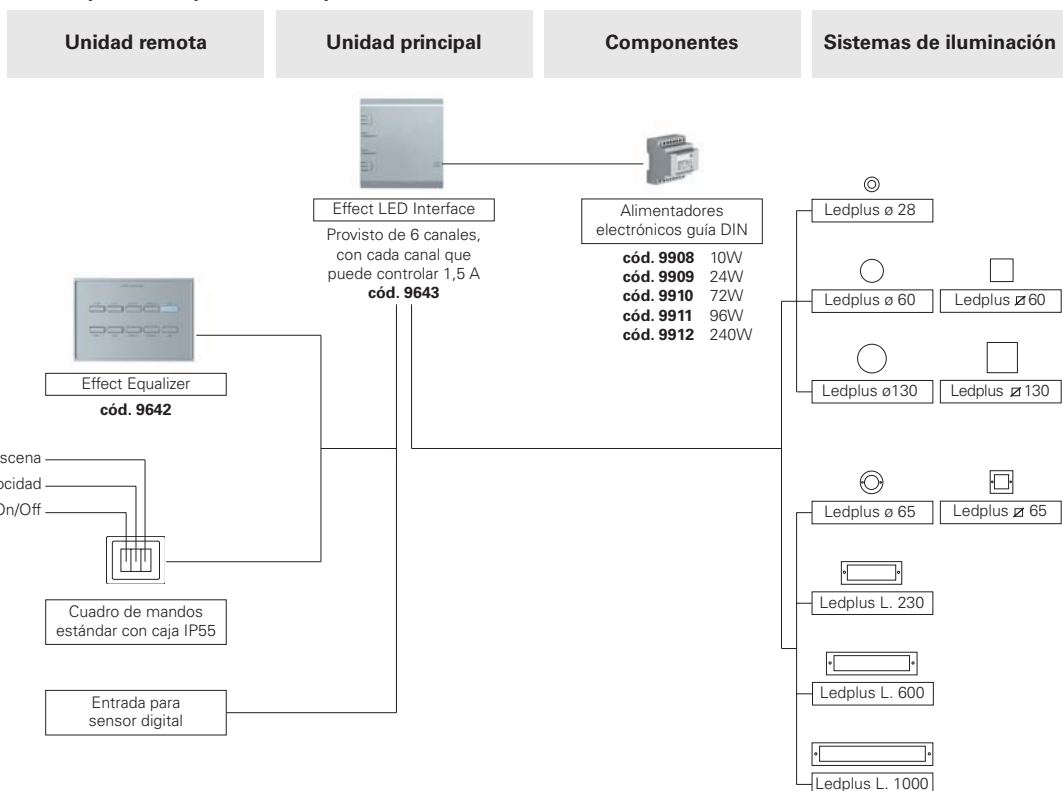 Unidad remota
Unidad principal
Componentes
Sistemas de iluminación
Effect LED Interface
Provisto de 6 canales,
con cada canal que
puede controlar 1,5 A
cód. 9643
Alimentadores
electrónicos guía DIN
cód. 9908 10W
cód. 9909 24W
cód. 9910 72W
cód. 9911 96W
cód. 9912 240W
Effect Equalizer
cód. 9642
scena
ocidad
On/Off
Cuadro de mandos
estándar con caja IP55
Entrada para
sensor digital
Ledplus ø 28
Ledplus ø 60
Ledplus ⧄ 60
Ledplus ø130
Ledplus ⧄ 130
Ledplus ø 65
Ledplus ⧄ 65
Ledplus L. 230
Ledplus L. 600
Ledplus L. 1000